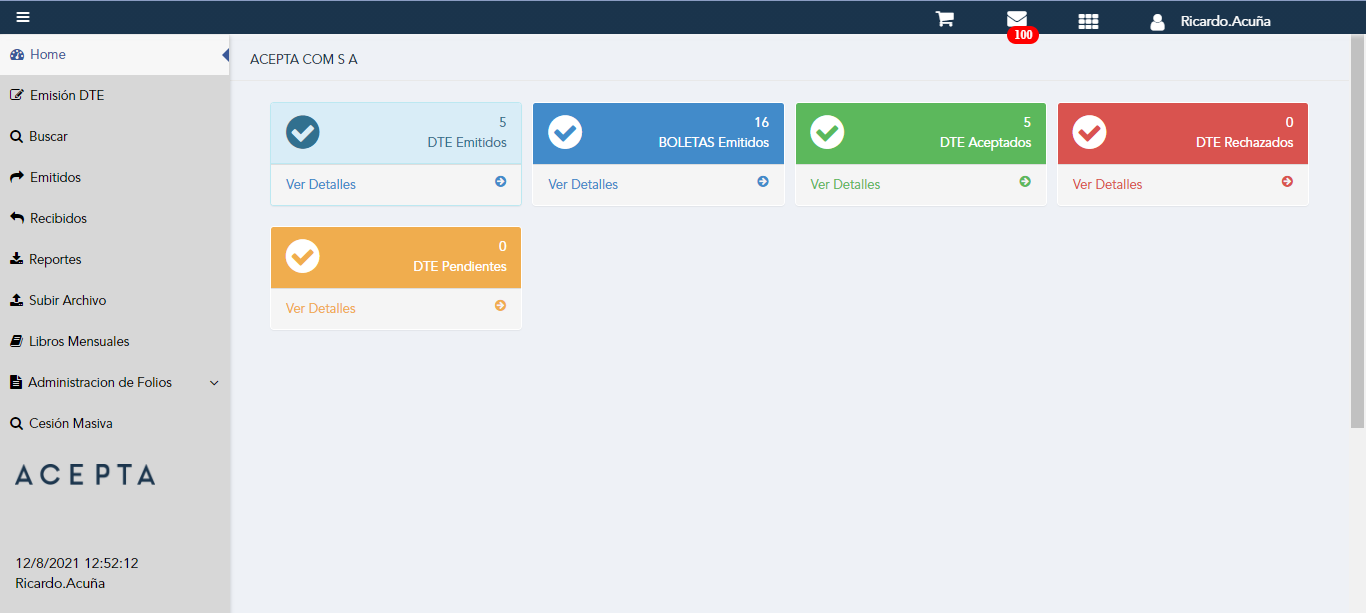 100
Ricardo.Acuña
Home
Emisión DTE
Buscar
Emitidos
Recibidos
Reportes
Subir Archivo
Libros Mensuales
Administracion de Folios
Cesión Masiva
ACEPTA
12/8/2021 12:52:12
Ricardo.Acuña
ACEPTA COM S A
5
DTE Emitidos
Ver Detalles
16
BOLETAS Emitidos
Ver Detalles
5
DTE Aceptados
Ver Detalles
0
DTE Rechazados
Ver Detalles
0
DTE Pendientes
Ver Detalles